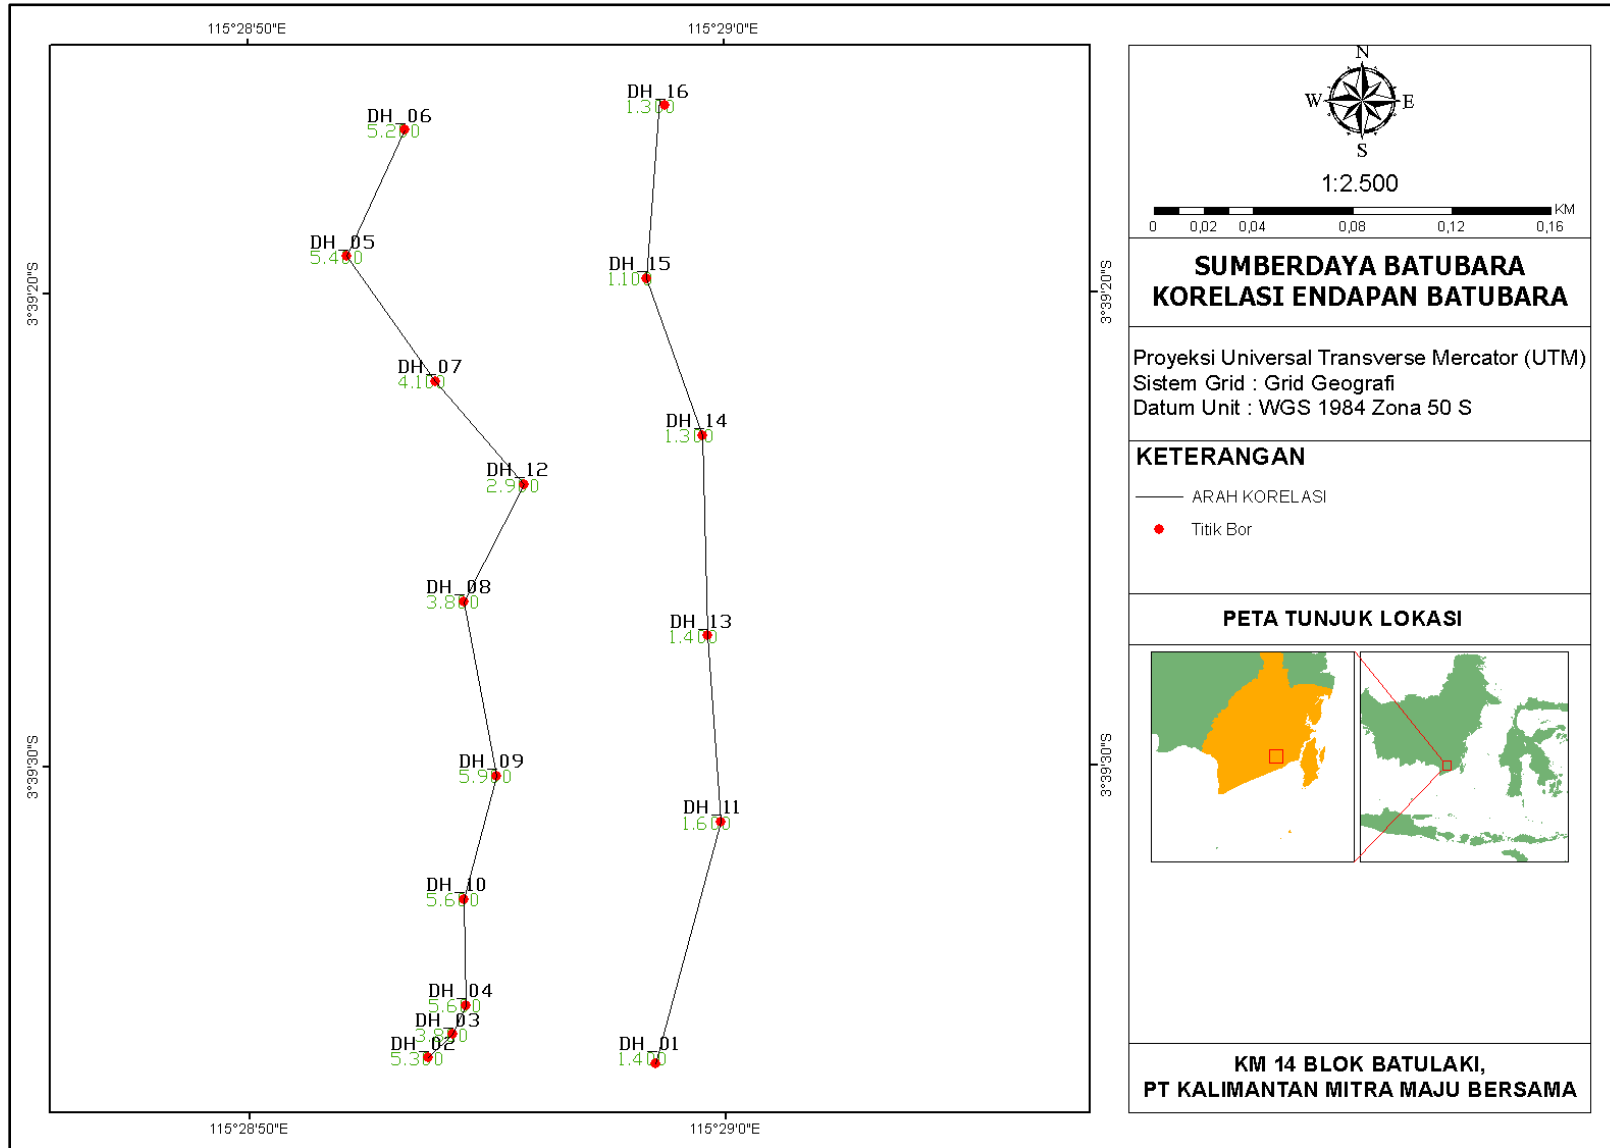 115°28'50"E
115°29'0"E
DH_16
1.300
DH_06
5.200
DH_05
5.400
DH_15
1.100
3°39'20"S
3°39'20"S
DH_07
4.100
DH_14
1.300
DH_12
2.900
DH_08
3.800
DH_13
1.400
3°39'30"S
3°39'30"S
DH_09
5.900
DH_11
1.600
DH_10
5.600
DH_04
5.600
DH_03
3.800
DH_02
5.300
DH_01
1.400
115°28'50"E
115°29'0"E
N
W
E
S
1:2.500
KM
0
0,02
0,04
0,08
0,12
0,16
SUMBERDAYA BATUBARA
KORELASI ENDAPAN BATUBARA
Proyeksi Universal Transverse Mercator (UTM)
Sistem Grid : Grid Geografi
Datum Unit : WGS 1984 Zona 50 S
KETERANGAN
ARAH KORELASI
Titik Bor
PETA TUNJUK LOKASI
KM 14 BLOK BATULAKI,
PT KALIMANTAN MITRA MAJU BERSAMA